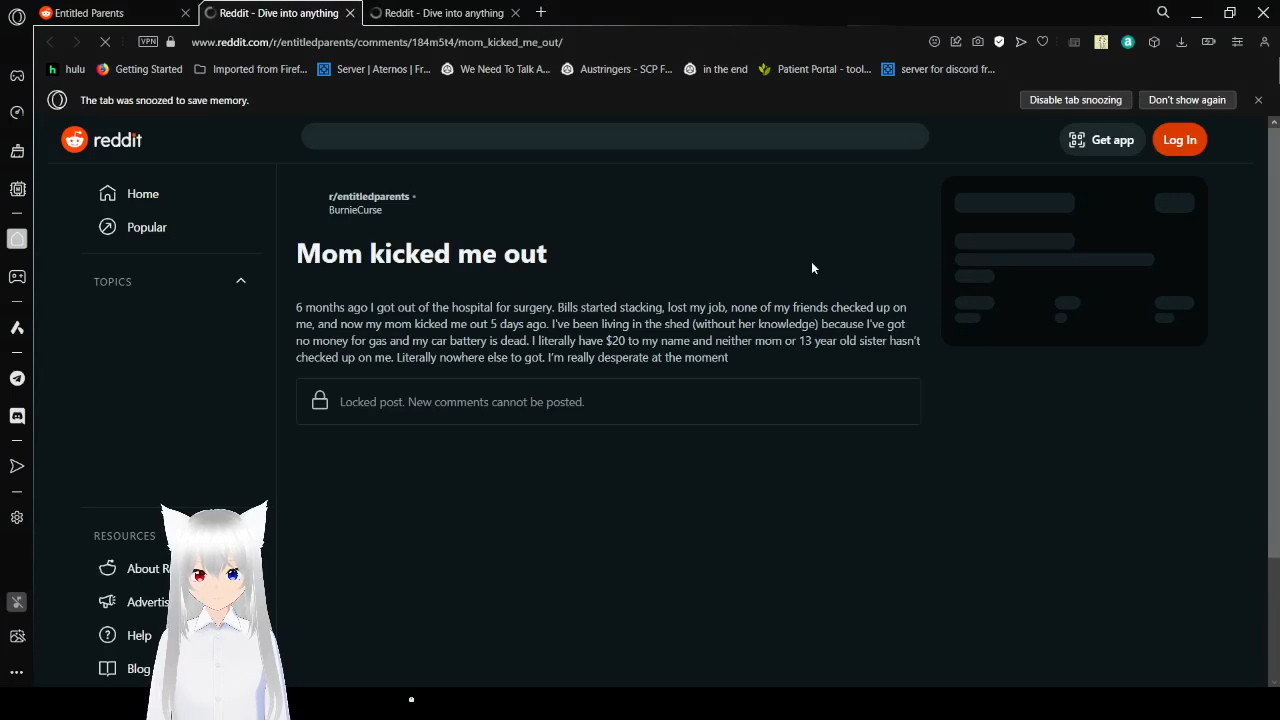 Entitled Parents
Reddit - Dive into anything
Reddit - Dive into anything
VPN
www.reddit.com/r/entitledparents/comments/184m5t4/mom_kicked_me_out/
h hulu
Getting Started
Imported from Firef...
Server | Aternos | Fr...
We Need To Talk A...
Austringers - SCP F...
in the end
Patient Portal - tool...
server for discord fr...
The tab was snoozed to save memory.
Disable tab snoozing
Don't show again
reddit
Get app
Log In
Home
Popular
TOPICS
r/entitledparents •
BurnieCurse
Mom kicked me out
6 months ago I got out of the hospital for surgery. Bills started stacking, lost my job, none of my friends checked up on
me, and now my mom kicked me out 5 days ago. I've been living in the shed (without her knowledge) because I've got
no money for gas and my car battery is dead. I literally have $20 to my name and neither mom or 13 year old sister hasn't
checked up on me. Literally nowhere else to got. I'm really desperate at the moment
Locked post. New comments cannot be posted.
RESOURCES
About R
Advertis
Help
Blog